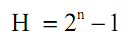 H = 2ⁿ − 1